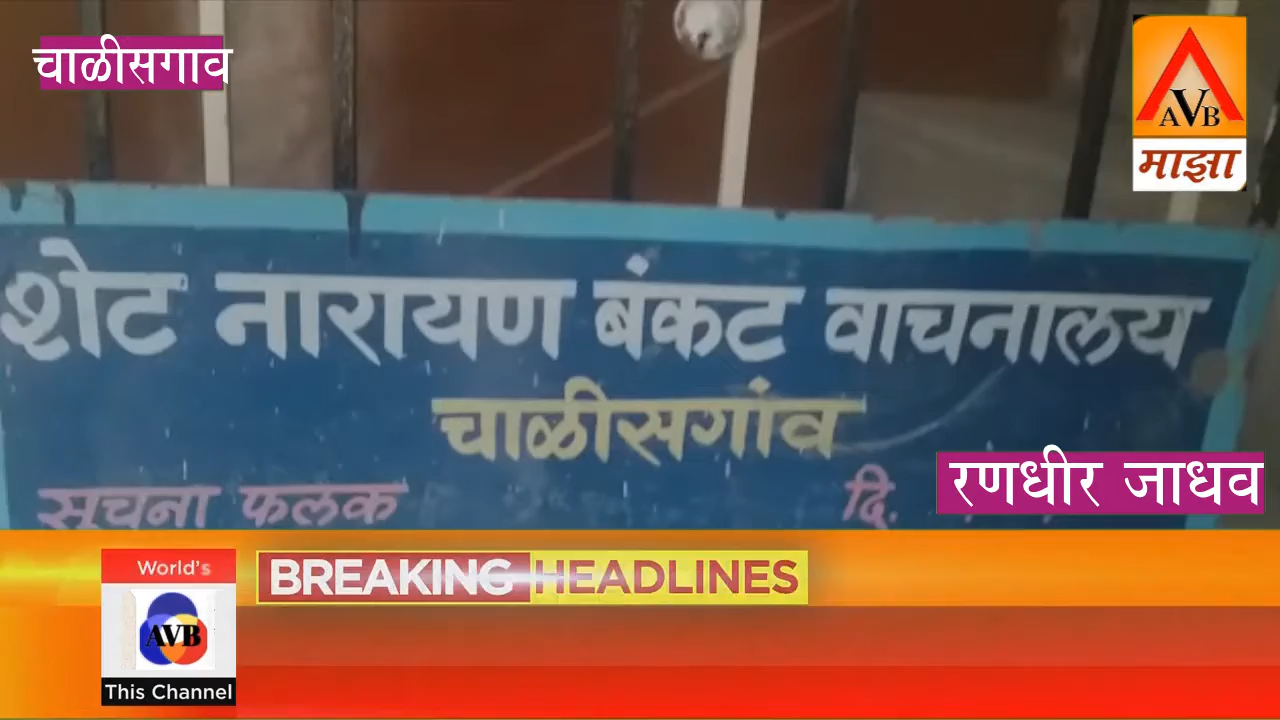 चाळीसगाव
AVB
माझा
शेट नारायण बंकट वाचनालय
चाळीसगांव
रणधीर जाधव
सूचना फलक
दि.
World's
BREAKING HEADLINES
AVB
This Channel